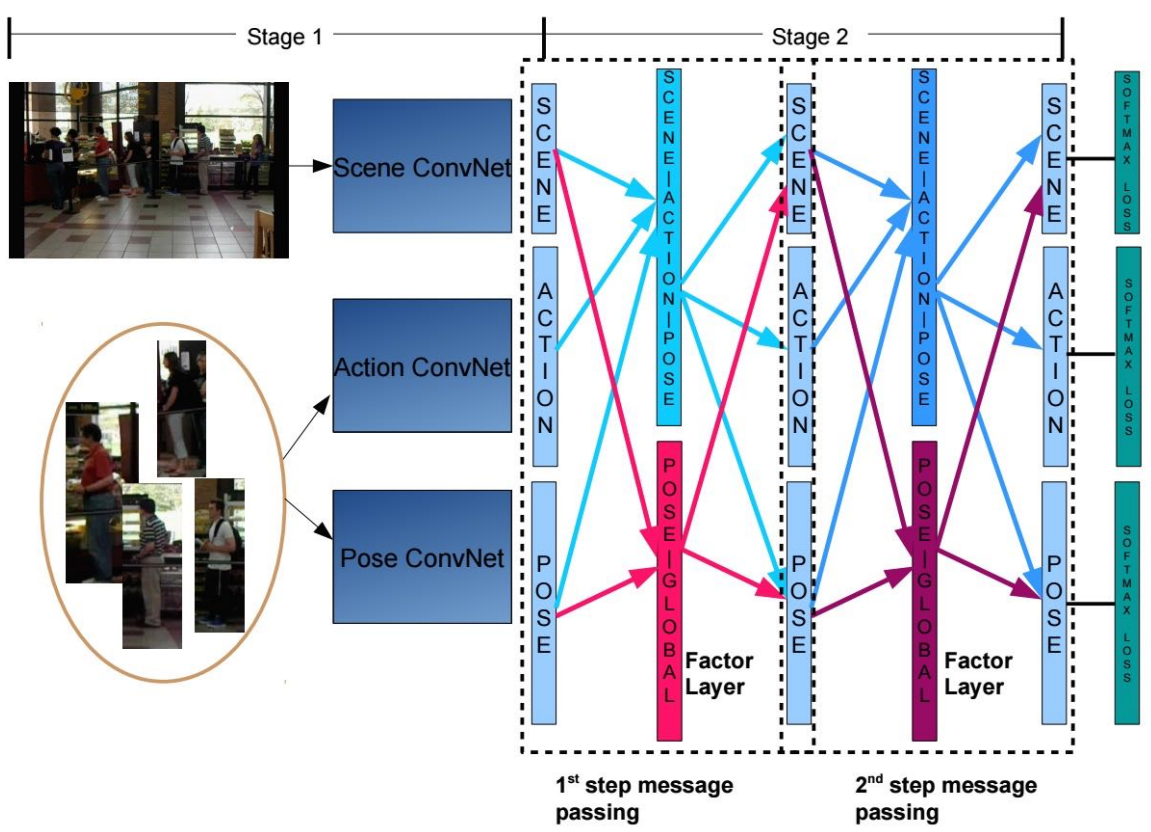 Stage 1
Stage 2
Scene ConvNet
Action ConvNet
Pose ConvNet
SCENE
ACTION
POSE
SCENE|ACTION|POSE
POSE|GLOBAL
Factor
Layer
SCENE
ACTION
POSE
SCENE|ACTION|POSE
POSE|GLOBAL
Factor
Layer
SCENE
ACTION
POSE
SOFTMAX LOSS
SOFTMAX LOSS
SOFTMAX LOSS
1st step message
passing
2nd step message
passing